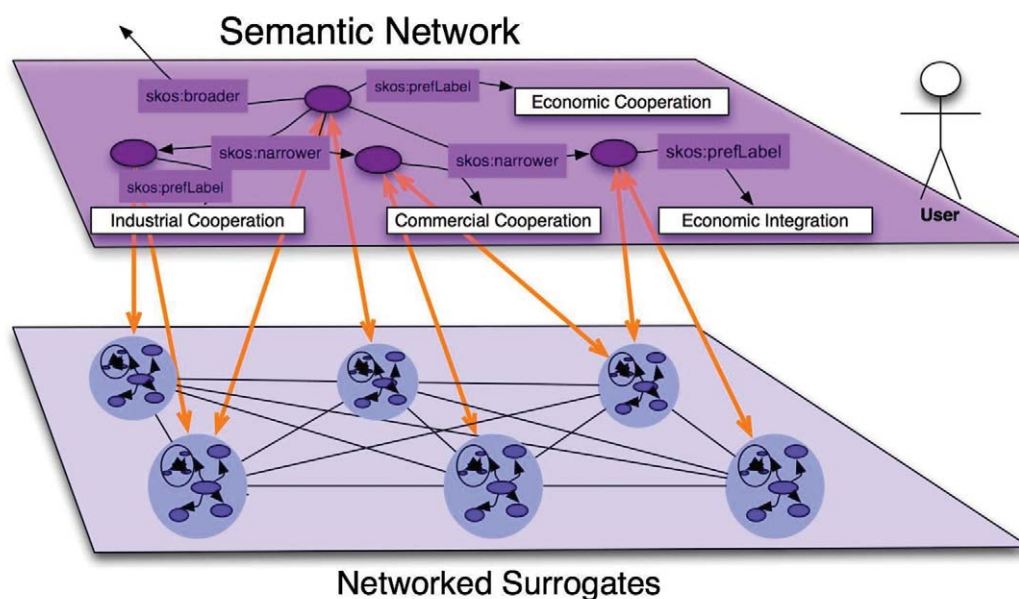 Semantic Network
skos:broader
skos:prefLabel
Economic Cooperation
skos:narrower
skos:narrower
skos:prefLabel
skos:prefLabel
Industrial Cooperation
Commercial Cooperation
Economic Integration
User
Networked Surrogates